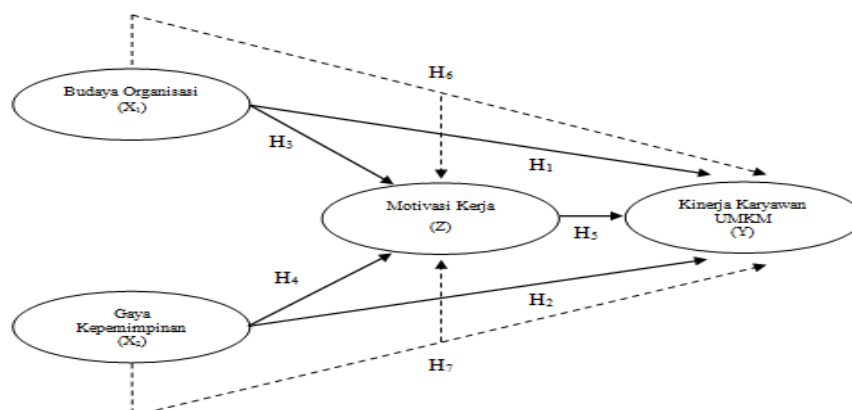 H₆
Budaya Organisasi
(X₁)
H₃
H₁
Motivasi Kerja
(Z)
H₅
Kinerja Karyawan
UMKM
(Y)
H₄
Gaya
Kepemimpinan
(X₂)
H₂
H₇